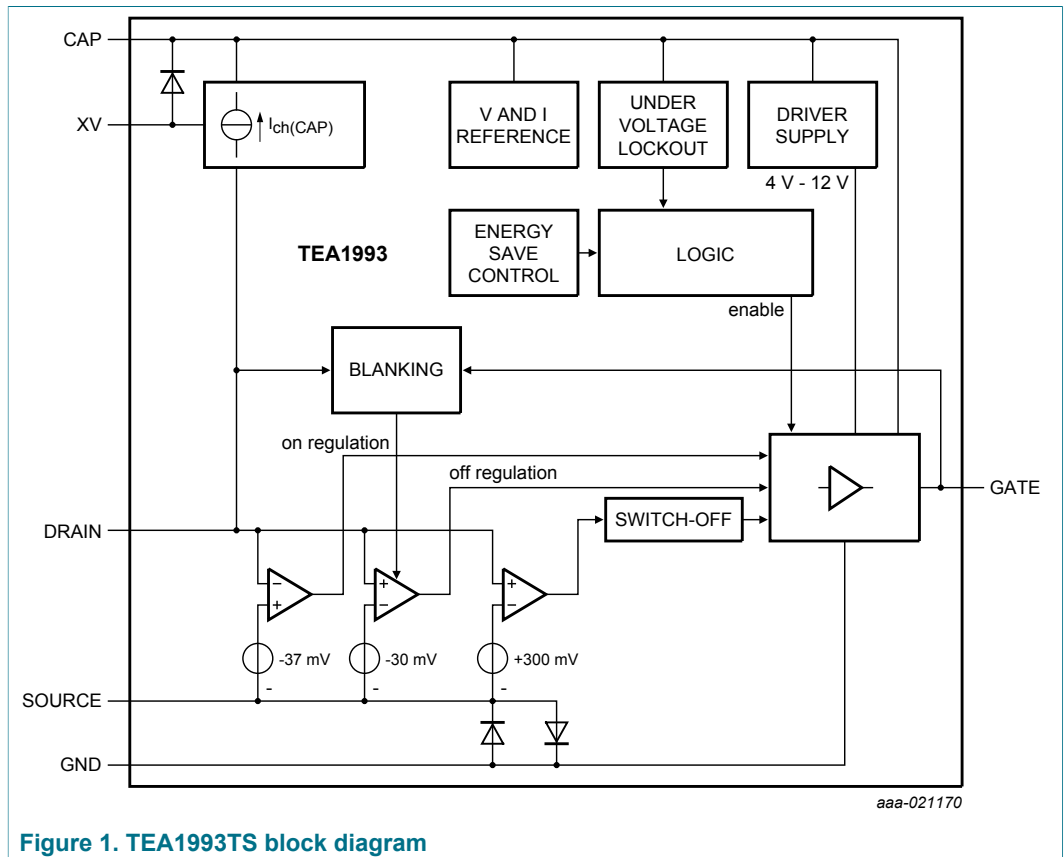 CAP
XV
Ich(CAP)
V AND I
REFERENCE
UNDER
VOLTAGE
LOCKOUT
DRIVER
SUPPLY
4 V - 12 V
TEA1993
ENERGY
SAVE
CONTROL
LOGIC
enable
BLANKING
on regulation
off regulation
GATE
SWITCH-OFF
DRAIN
-
+
+
-
+
-
-37 mV
-30 mV
+300 mV
-
-
-
SOURCE
GND
aaa-021170
Figure 1. TEA1993TS block diagram